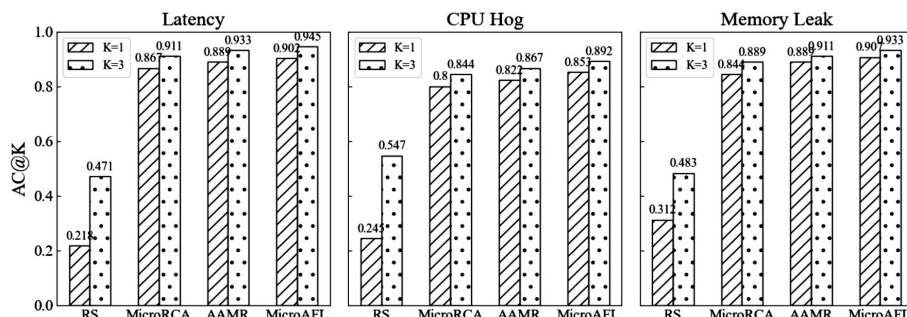 Latency
CPU Hog
Memory Leak
AC@K
1.0
0.8
0.6
0.4
0.2
0.0
K=1
K=3
0.218
0.471
0.867
0.911
0.889
0.933
0.902
0.945
RS
MicroRCA
AAMR
MicroAFL
K=1
K=3
0.245
0.547
0.8
0.844
0.822
0.867
0.853
0.892
RS
MicroRCA
AAMR
MicroAFL
K=1
K=3
0.312
0.483
0.844
0.889
0.889
0.911
0.907
0.933
RS
MicroRCA
AAMR
MicroAFL